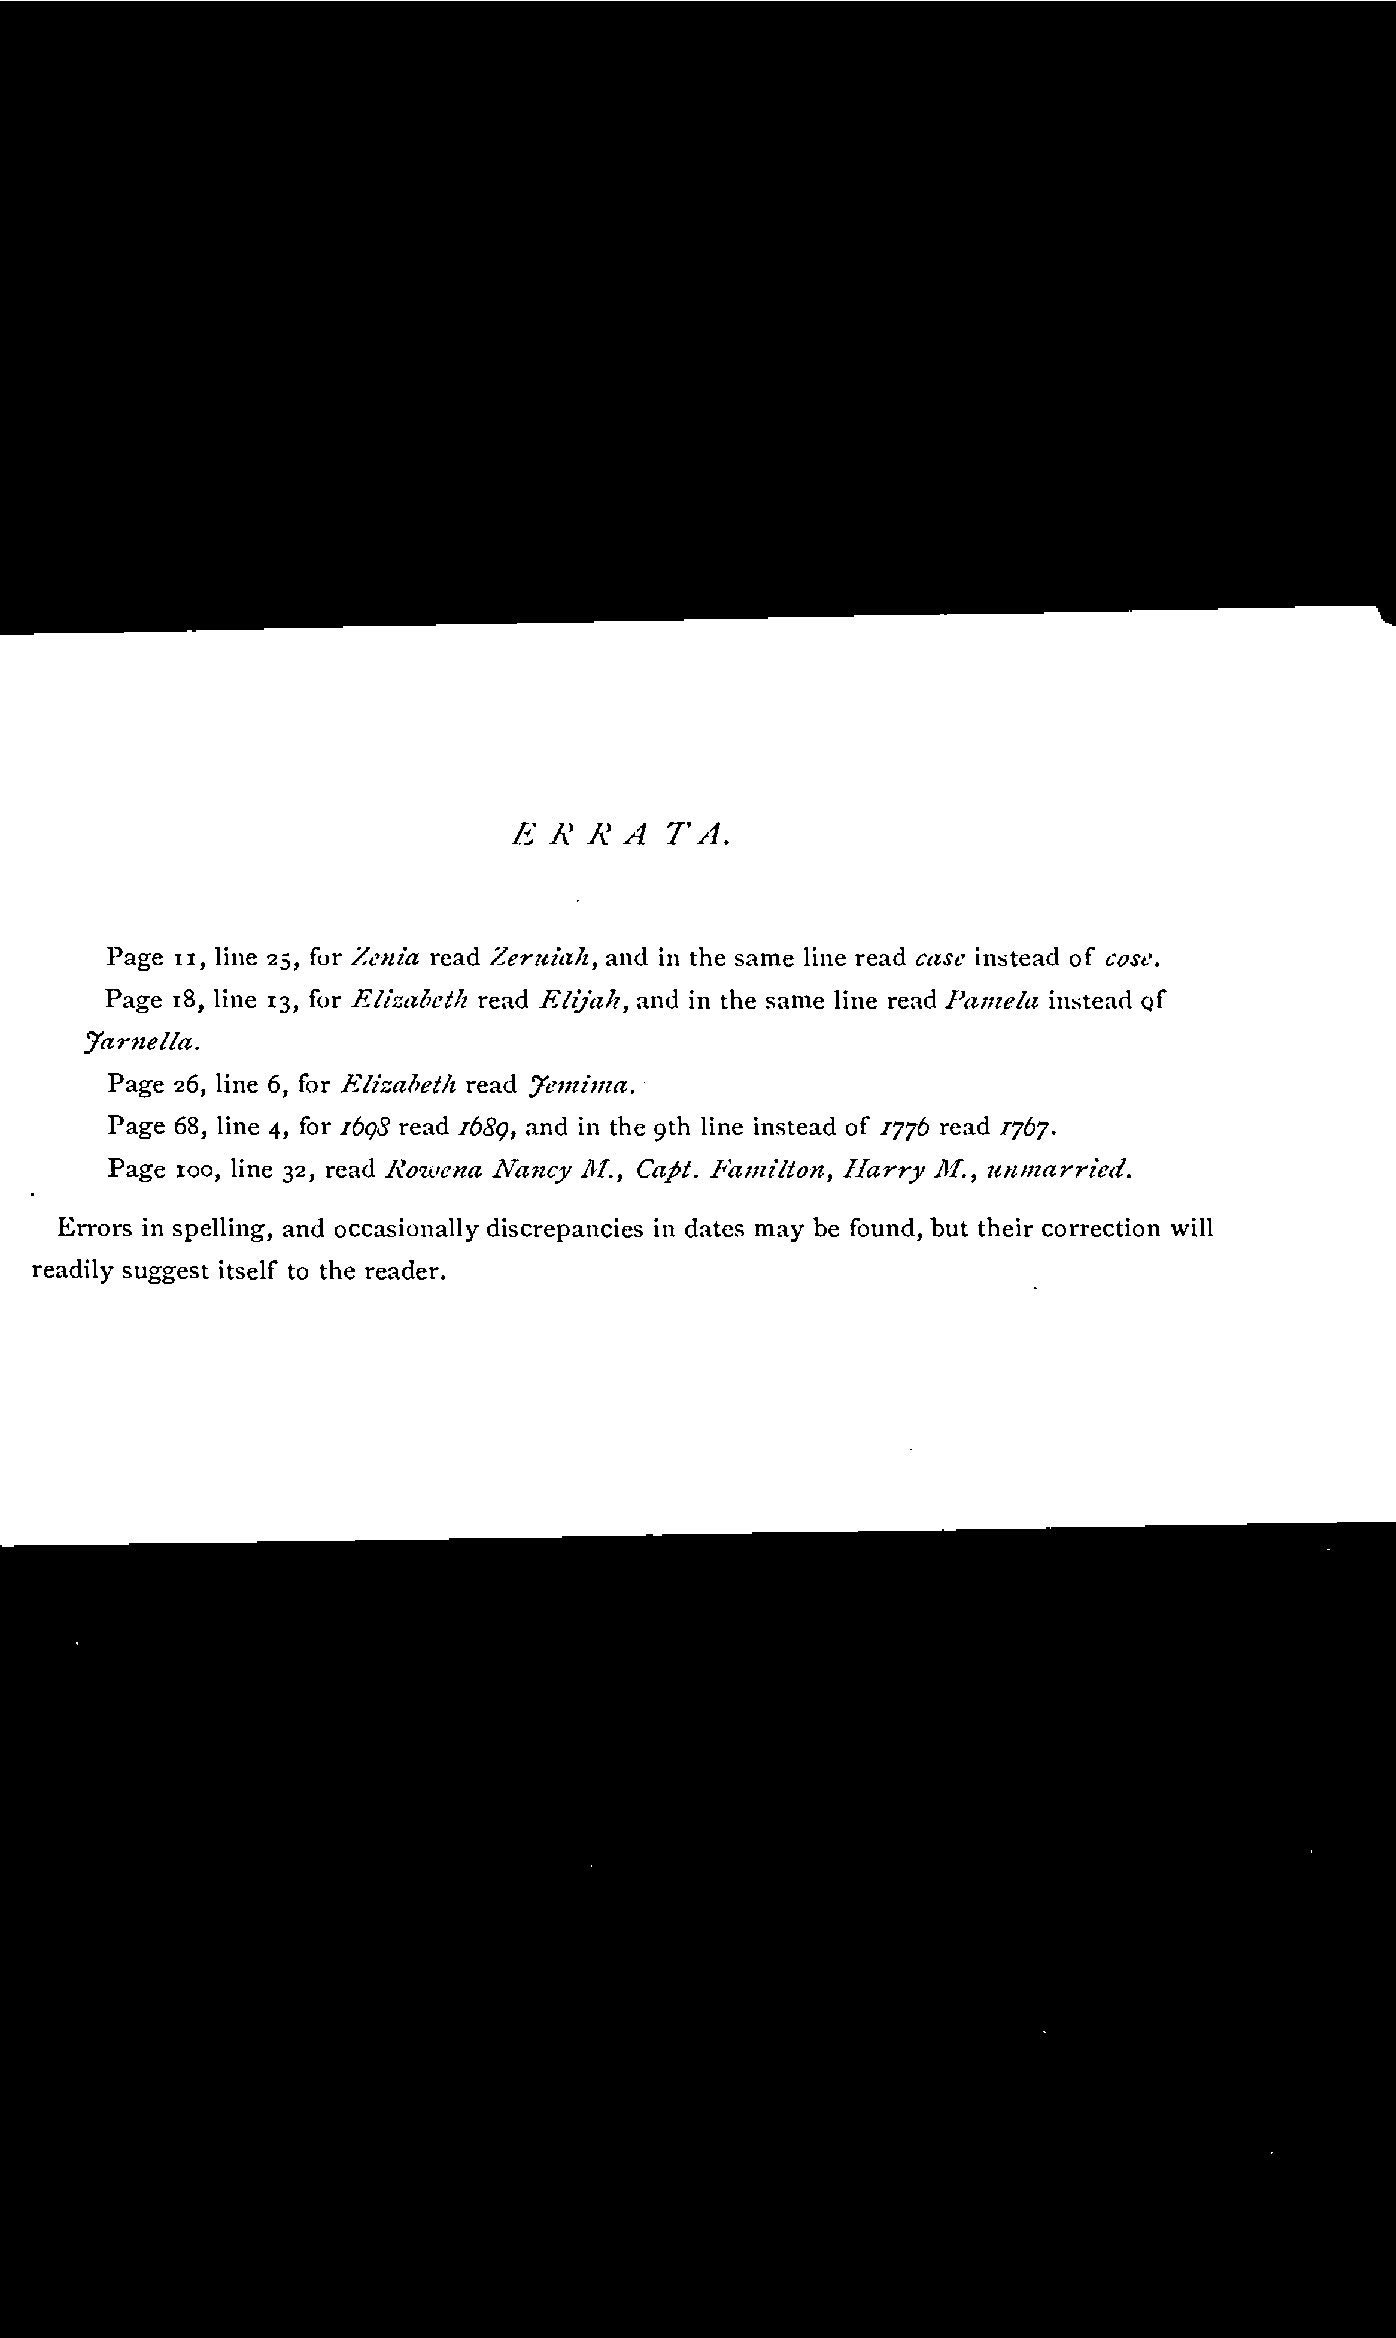 ERRATA.
Page 11, line 25, for Zenia read Zeruiah, and in the same line read case instead of cose.
Page 18, line 13, for Elizabeth read Elijah, and in the same line read Pamela instead of
Jarnella.
Page 26, line 6, for Elizabeth read Jemima.
Page 68, line 4, for 1698 read 1689, and in the 9th line instead of 1776 read 1767.
Page 100, line 32, read Rowena Nancy M., Capt. Familton, Harry M., unmarried.
Errors in spelling, and occasionally discrepancies in dates may be found, but their correction will
readily suggest itself to the reader.